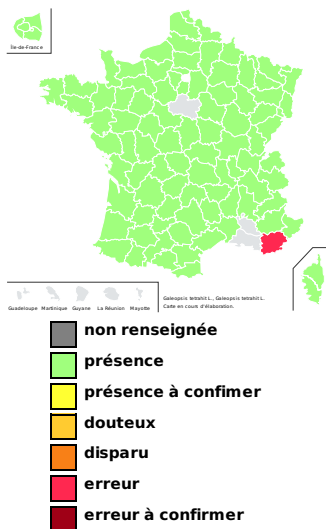 Île-de-France
Galeopsis tetrahit L., Galeopsis tetrahit L.
Carte en cours d'élaboration.
Guadeloupe Martinique Guyane La Réunion Mayotte
non renseignée
présence
présence à confimer
douteux
disparu
erreur
erreur à confirmer